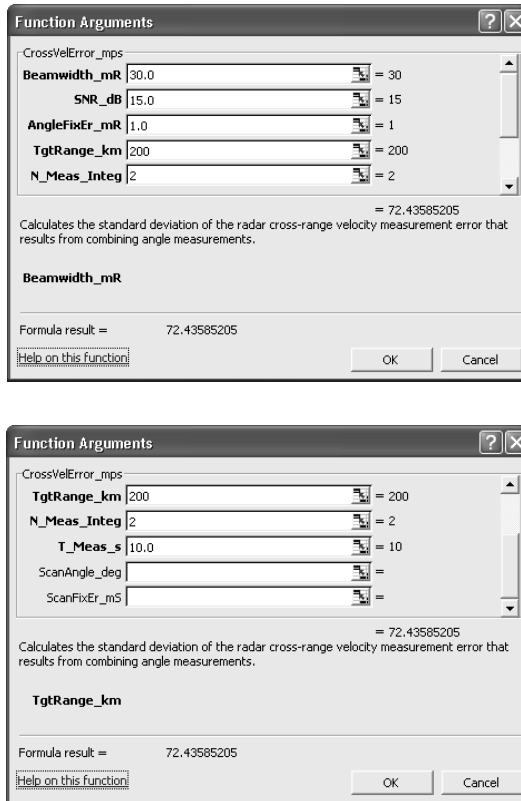 Function Arguments
CrossVelError_mps
Beamwidth_mR 30.0 = 30
SNR_dB 15.0 = 15
AngleFixEr_mR 1.0 = 1
TgtRange_km 200 = 200
N_Meas_Integ 2 = 2
= 72.43585205
Calculates the standard deviation of the radar cross-range velocity measurement error that
results from combining angle measurements.
Beamwidth_mR
Formula result = 72.43585205
Help on this function OK Cancel
Function Arguments
CrossVelError_mps
TgtRange_km 200 = 200
N_Meas_Integ 2 = 2
T_Meas_s 10.0 = 10
ScanAngle_deg =
ScanFixEr_mS =
= 72.43585205
Calculates the standard deviation of the radar cross-range velocity measurement error that
results from combining angle measurements.
TgtRange_km
Formula result = 72.43585205
Help on this function OK Cancel